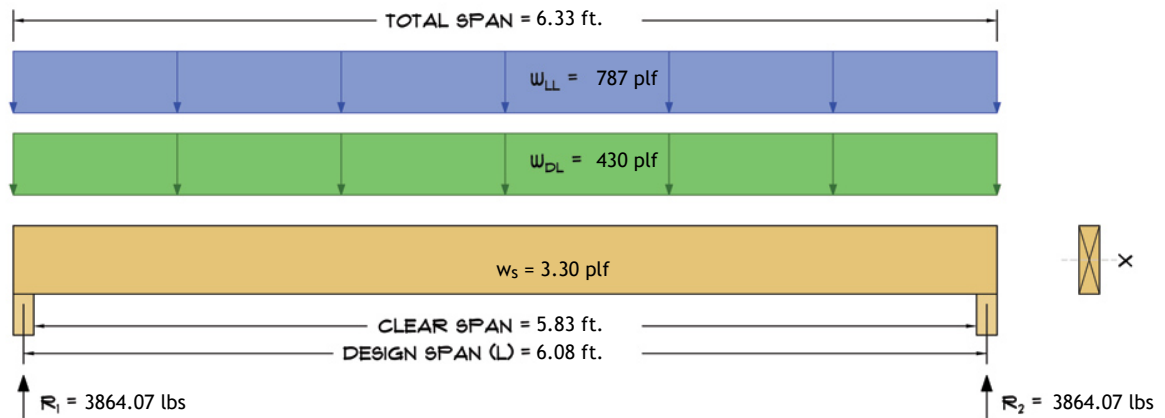 TOTAL SPAN = 6.33 ft.
WLL = 787 plf
WDL = 430 plf
ws = 3.30 plf
X
CLEAR SPAN = 5.83 ft.
DESIGN SPAN (L) = 6.08 ft.
R1 = 3864.07 lbs
R2 = 3864.07 lbs